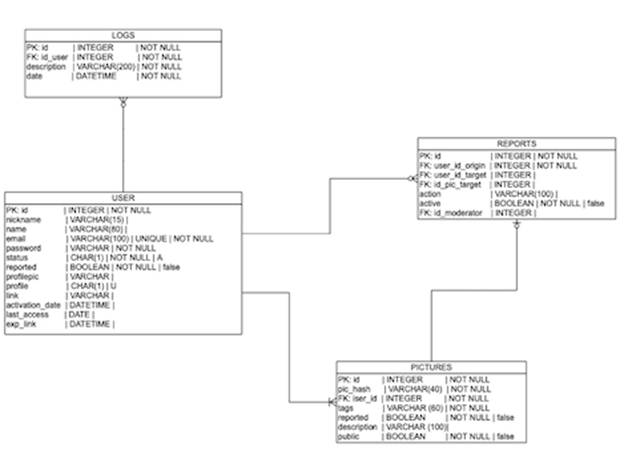 LOGS
PK: id | INTEGER | NOT NULL
FK: id_user | INTEGER | NOT NULL
description | VARCHAR(200) | NOT NULL
date | DATETIME | NOT NULL
REPORTS
PK: id | INTEGER | NOT NULL
FK: user_id_origin | INTEGER | NOT NULL
FK: user_id_target | INTEGER |
FK: id_pic_target | INTEGER |
action | VARCHAR(100) |
active | BOOLEAN | NOT NULL | false
FK: id_moderator | INTEGER |
USER
PK: id | INTEGER | NOT NULL
nickname | VARCHAR(15) |
name | VARCHAR(80) |
email | VARCHAR(100) | UNIQUE | NOT NULL
password | VARCHAR | NOT NULL
status | CHAR(1) | NOT NULL | A
reported | BOOLEAN | NOT NULL | false
profilepic | VARCHAR |
profile | CHAR(1) | U
link | VARCHAR |
activation_date | DATETIME |
last_access | DATE |
exp_link | DATETIME |
PICTURES
PK: id | INTEGER | NOT NULL
pic_hash | VARCHAR(40) | NOT NULL
FK: iser_id | INTEGER | NOT NULL
tags | VARCHAR (60) | NOT NULL
reported | BOOLEAN | NOT NULL | false
description | VARCHAR (100)|
public | BOOLEAN | NOT NULL | false